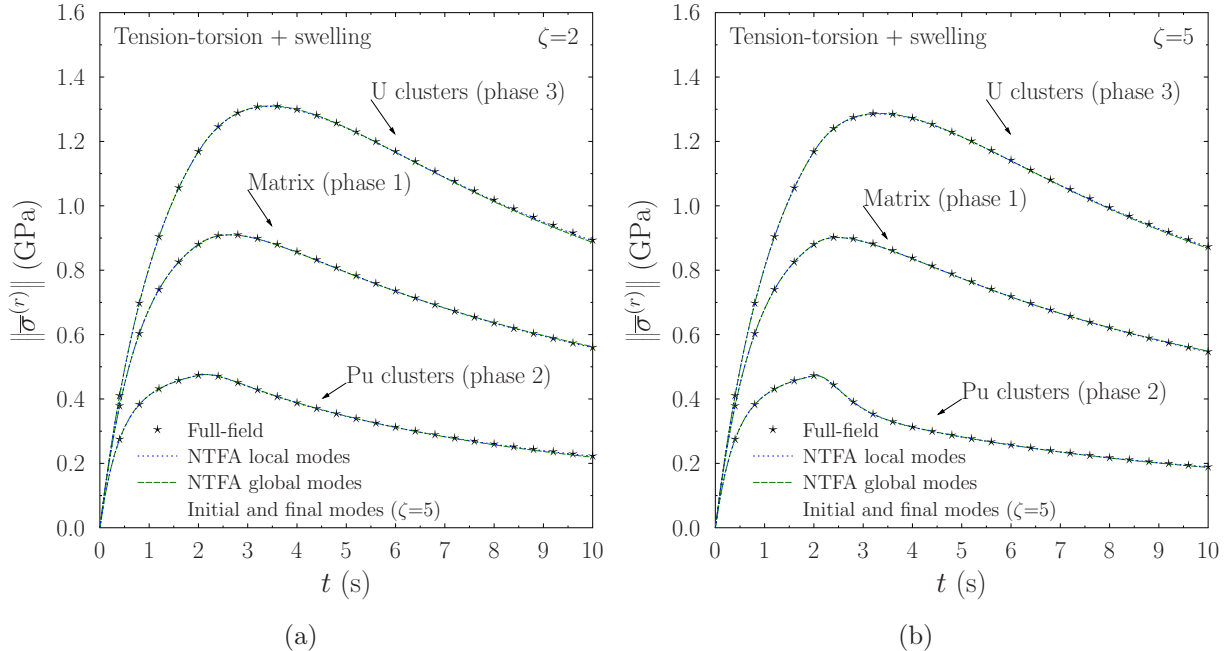 Tension-torsion + swelling ζ=2
U clusters (phase 3)
Matrix (phase 1)
Pu clusters (phase 2)
Full-field
NTFA local modes
NTFA global modes
Initial and final modes (ζ=5)
1.6
1.4
1.2
1.0
0.8
0.6
0.4
0.2
0.0
0 1 2 3 4 5 6 7 8 9 10
‖σ̿^(r)‖ (GPa)
t (s)
(a)
Tension-torsion + swelling ζ=5
U clusters (phase 3)
Matrix (phase 1)
Pu clusters (phase 2)
Full-field
NTFA local modes
NTFA global modes
Initial and final modes (ζ=5)
1.6
1.4
1.2
1.0
0.8
0.6
0.4
0.2
0.0
0 1 2 3 4 5 6 7 8 9 10
‖σ̿^(r)‖ (GPa)
t (s)
(b)